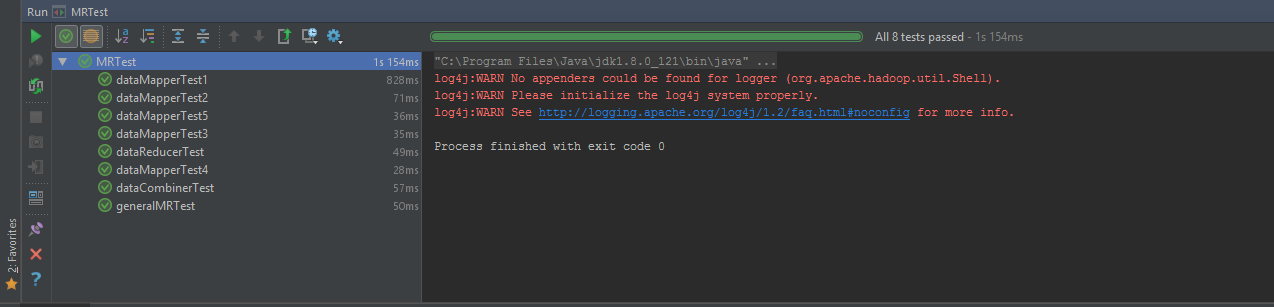 Run MRTest
All 8 tests passed - 1s 154ms
MRTest 1s 154ms
dataMapperTest1 828ms
dataMapperTest2 71ms
dataMapperTest5 36ms
dataMapperTest3 35ms
dataReducerTest 49ms
dataMapperTest4 28ms
dataCombinerTest 57ms
generalMRTest 50ms
"C:\Program Files\Java\jdk1.8.0_121\bin\java" ...
log4j:WARN No appenders could be found for logger (org.apache.hadoop.util.Shell).
log4j:WARN Please initialize the log4j system properly.
log4j:WARN See http://logging.apache.org/log4j/1.2/faq.html#noconfig for more info.
Process finished with exit code 0
2: Favorites